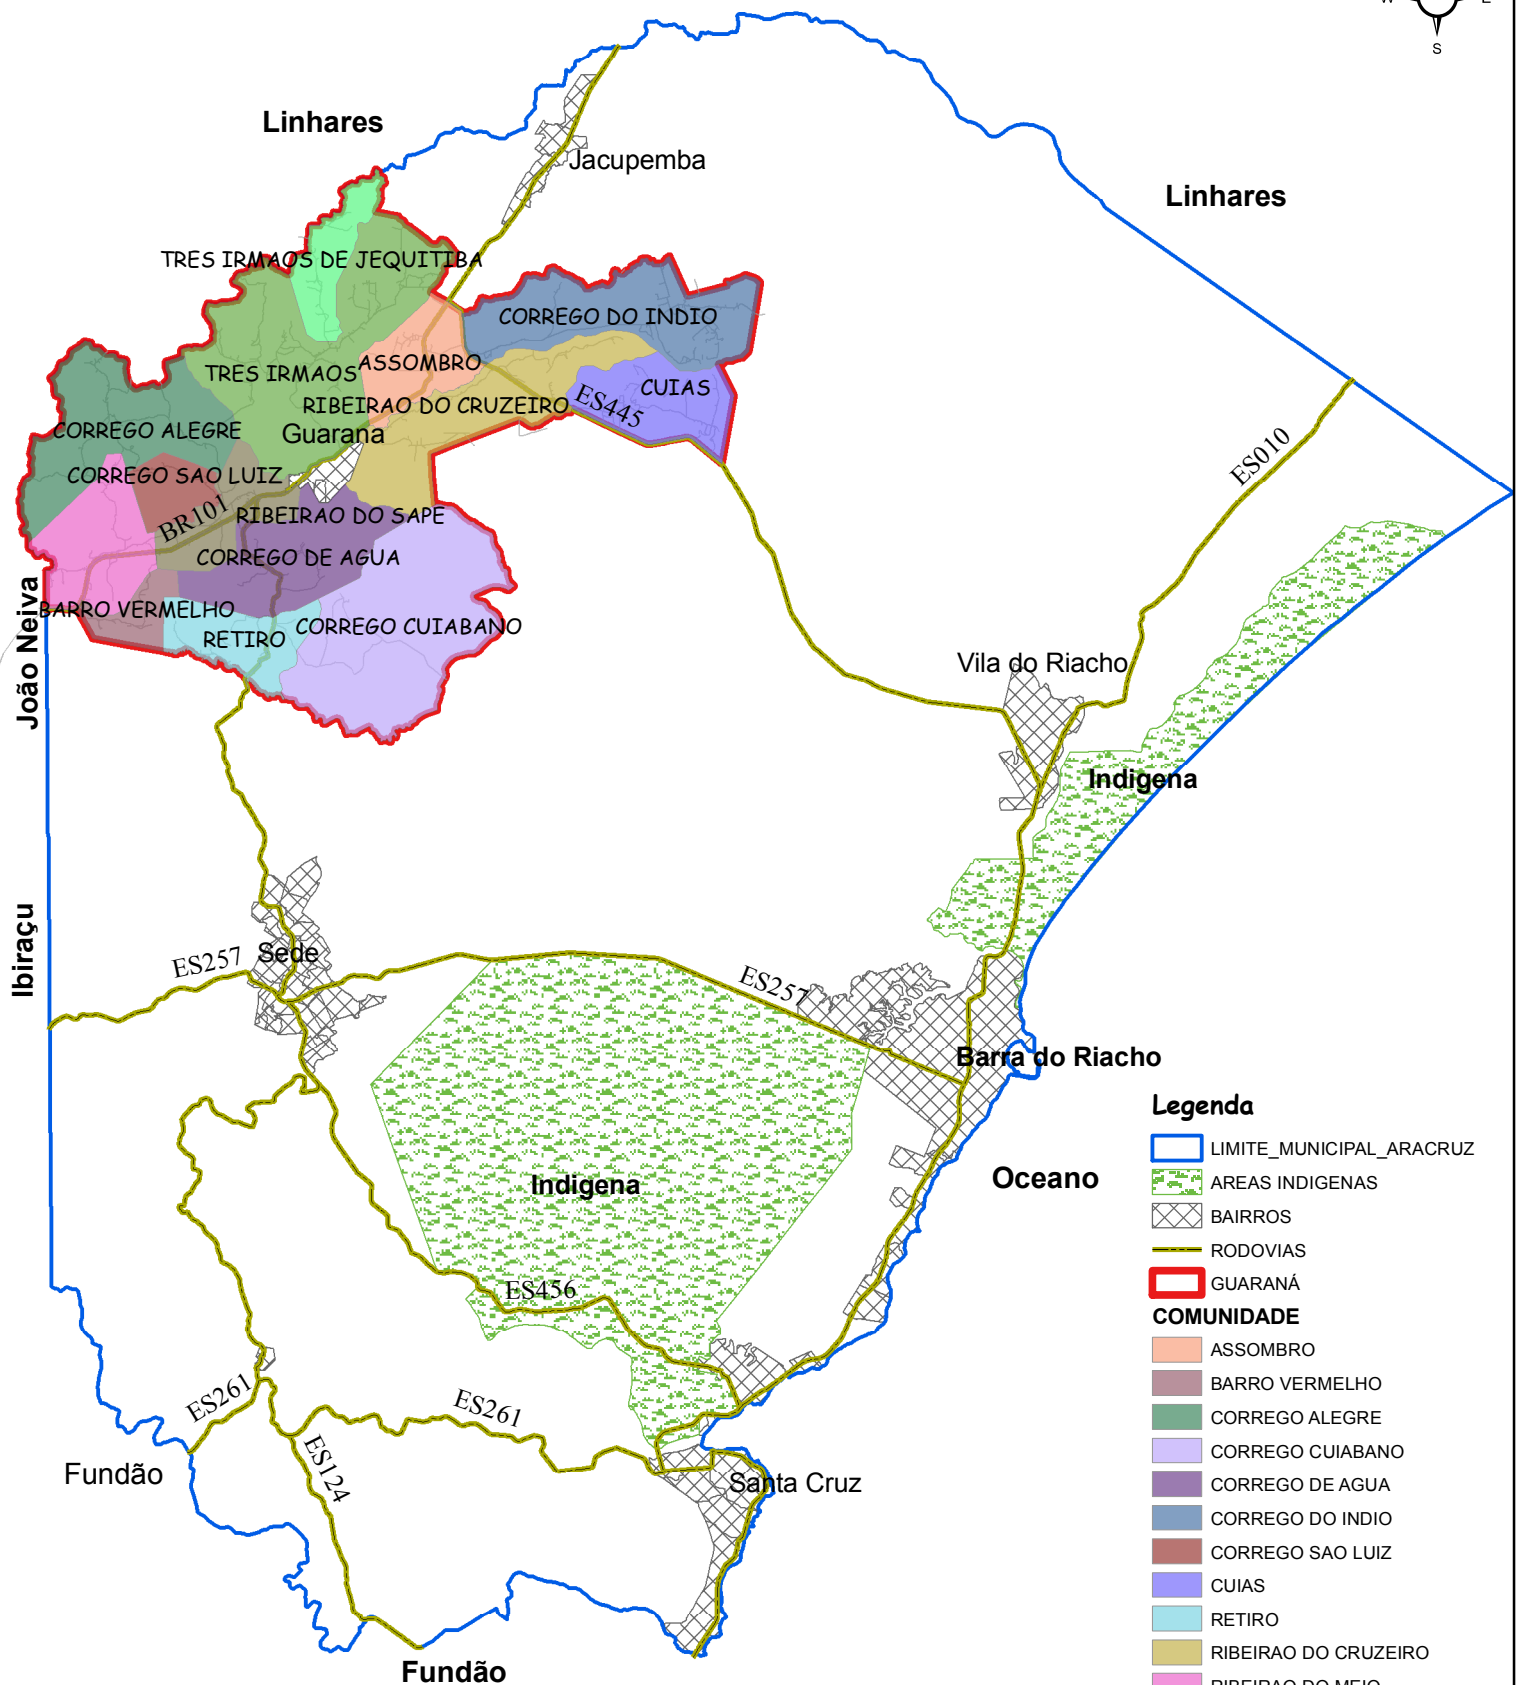 W
E
S
Linhares
Jacupemba
Linhares
TRES IRMAOS DE JEQUITIBA
CORREGO DO INDIO
ASSOMBRO
TRES IRMAOS
CUIAS
RIBEIRAO DO CRUZEIRO
ES445
CORREGO ALEGRE
Guarana
ES010
CORREGO SAO LUIZ
BR101
RIBEIRAO DO SAPE
CORREGO DE AGUA
João Neiva
BARRO VERMELHO
RETIRO
CORREGO CUIABANO
Vila do Riacho
Indigena
Ibiraçu
Sede
ES257
ES257
Barra do Riacho
Oceano
Indigena
ES456
ES261
ES261
ES124
Fundão
Santa Cruz
Fundão
Legenda
LIMITE_MUNICIPAL_ARACRUZ
AREAS INDIGENAS
BAIRROS
RODOVIAS
GUARANÁ
COMUNIDADE
ASSOMBRO
BARRO VERMELHO
CORREGO ALEGRE
CORREGO CUIABANO
CORREGO DE AGUA
CORREGO DO INDIO
CORREGO SAO LUIZ
CUIAS
RETIRO
RIBEIRAO DO CRUZEIRO
RIBEIRAO DO MEIO